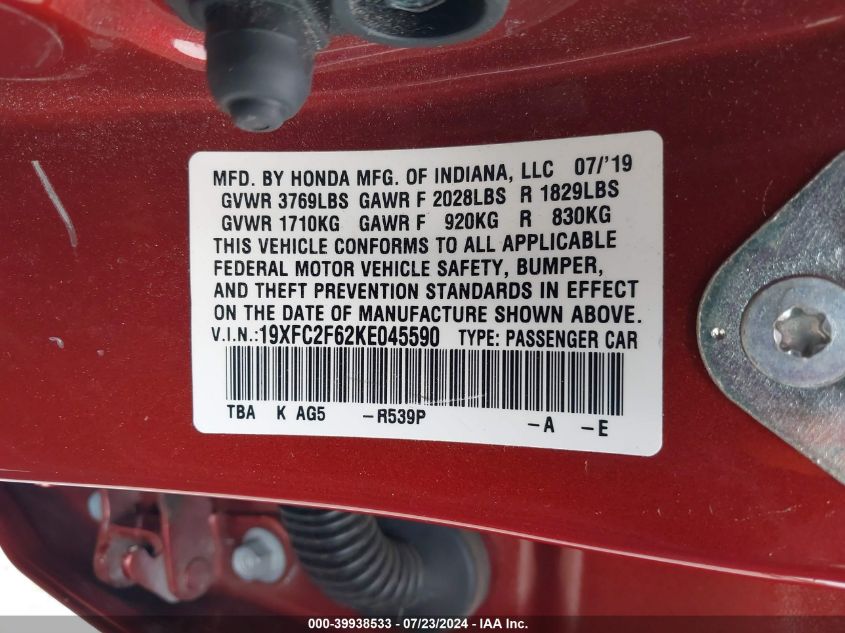 MFD. BY HONDA MFG. OF INDIANA, LLC 07/'19
GVWR 3769LBS GAWR F 2028LBS R 1829LBS
GVWR 1710KG GAWR F 920KG R 830KG
THIS VEHICLE CONFORMS TO ALL APPLICABLE
FEDERAL MOTOR VEHICLE SAFETY, BUMPER,
AND THEFT PREVENTION STANDARDS IN EFFECT
ON THE DATE OF MANUFACTURE SHOWN ABOVE.
V.I.N.:19XFC2F62KE045590 TYPE: PASSENGER CAR
TBA K AG5 -R539P -A -E
000-39938533 / 07/23/2024 - IAA Inc.